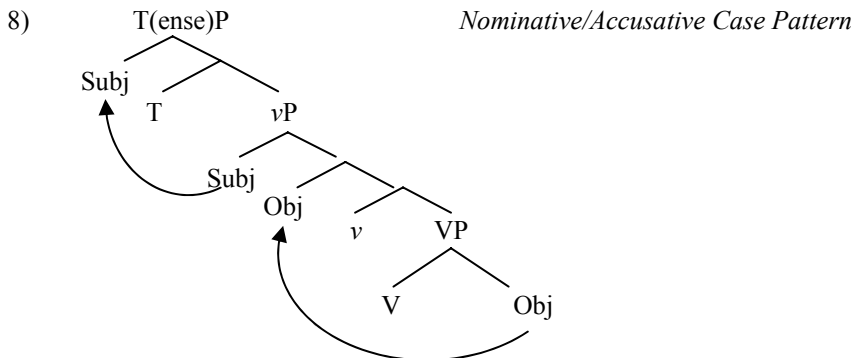 8) T(ense)P Nominative/Accusative Case Pattern
Subj
T vP
Subj
Obj
v VP
V Obj